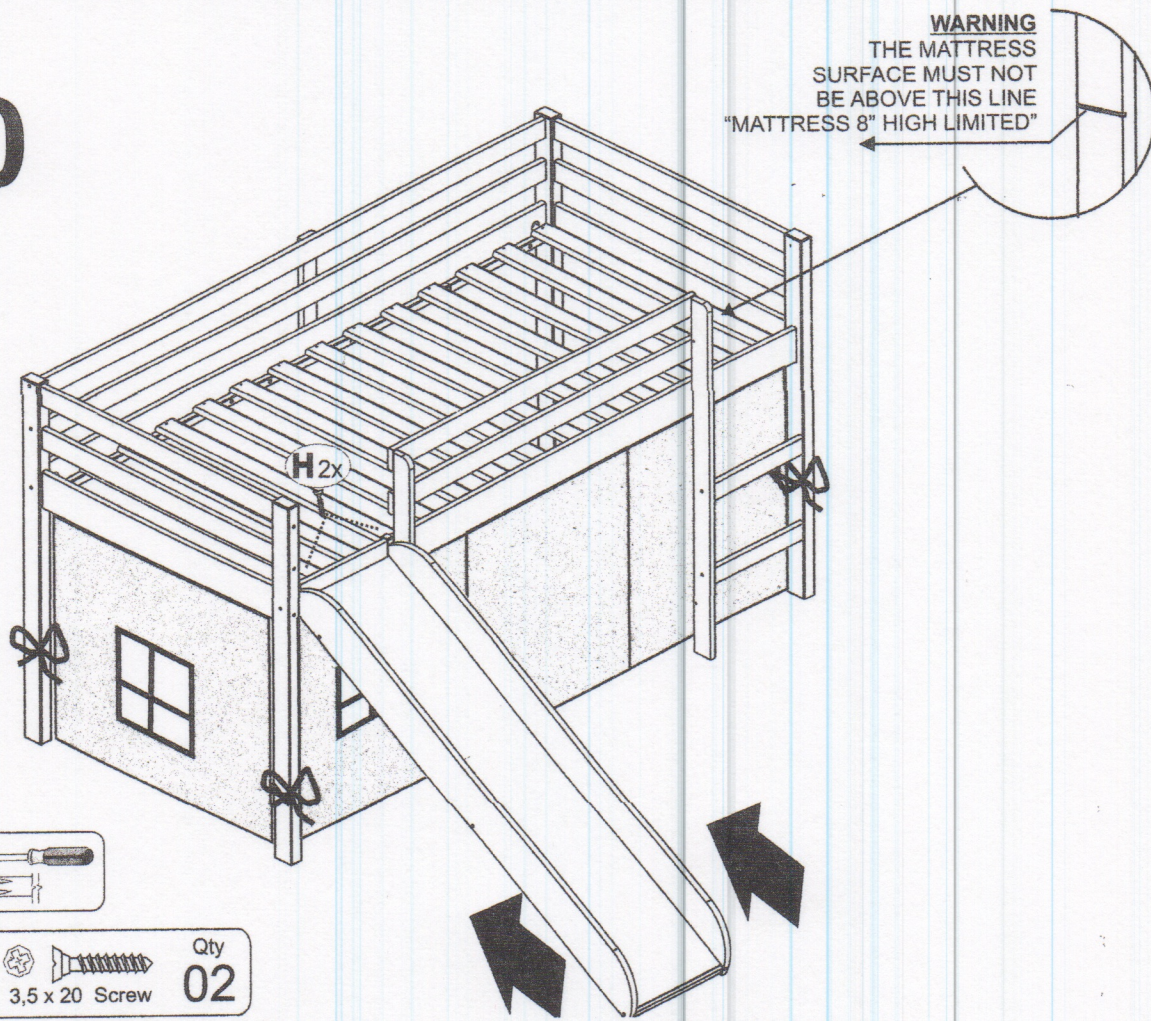 WARNING
THE MATTRESS
SURFACE MUST NOT
BE ABOVE THIS LINE
“MATTRESS 8” HIGH LIMITED”
H 2x
Qty
3,5 x 20 Screw
02